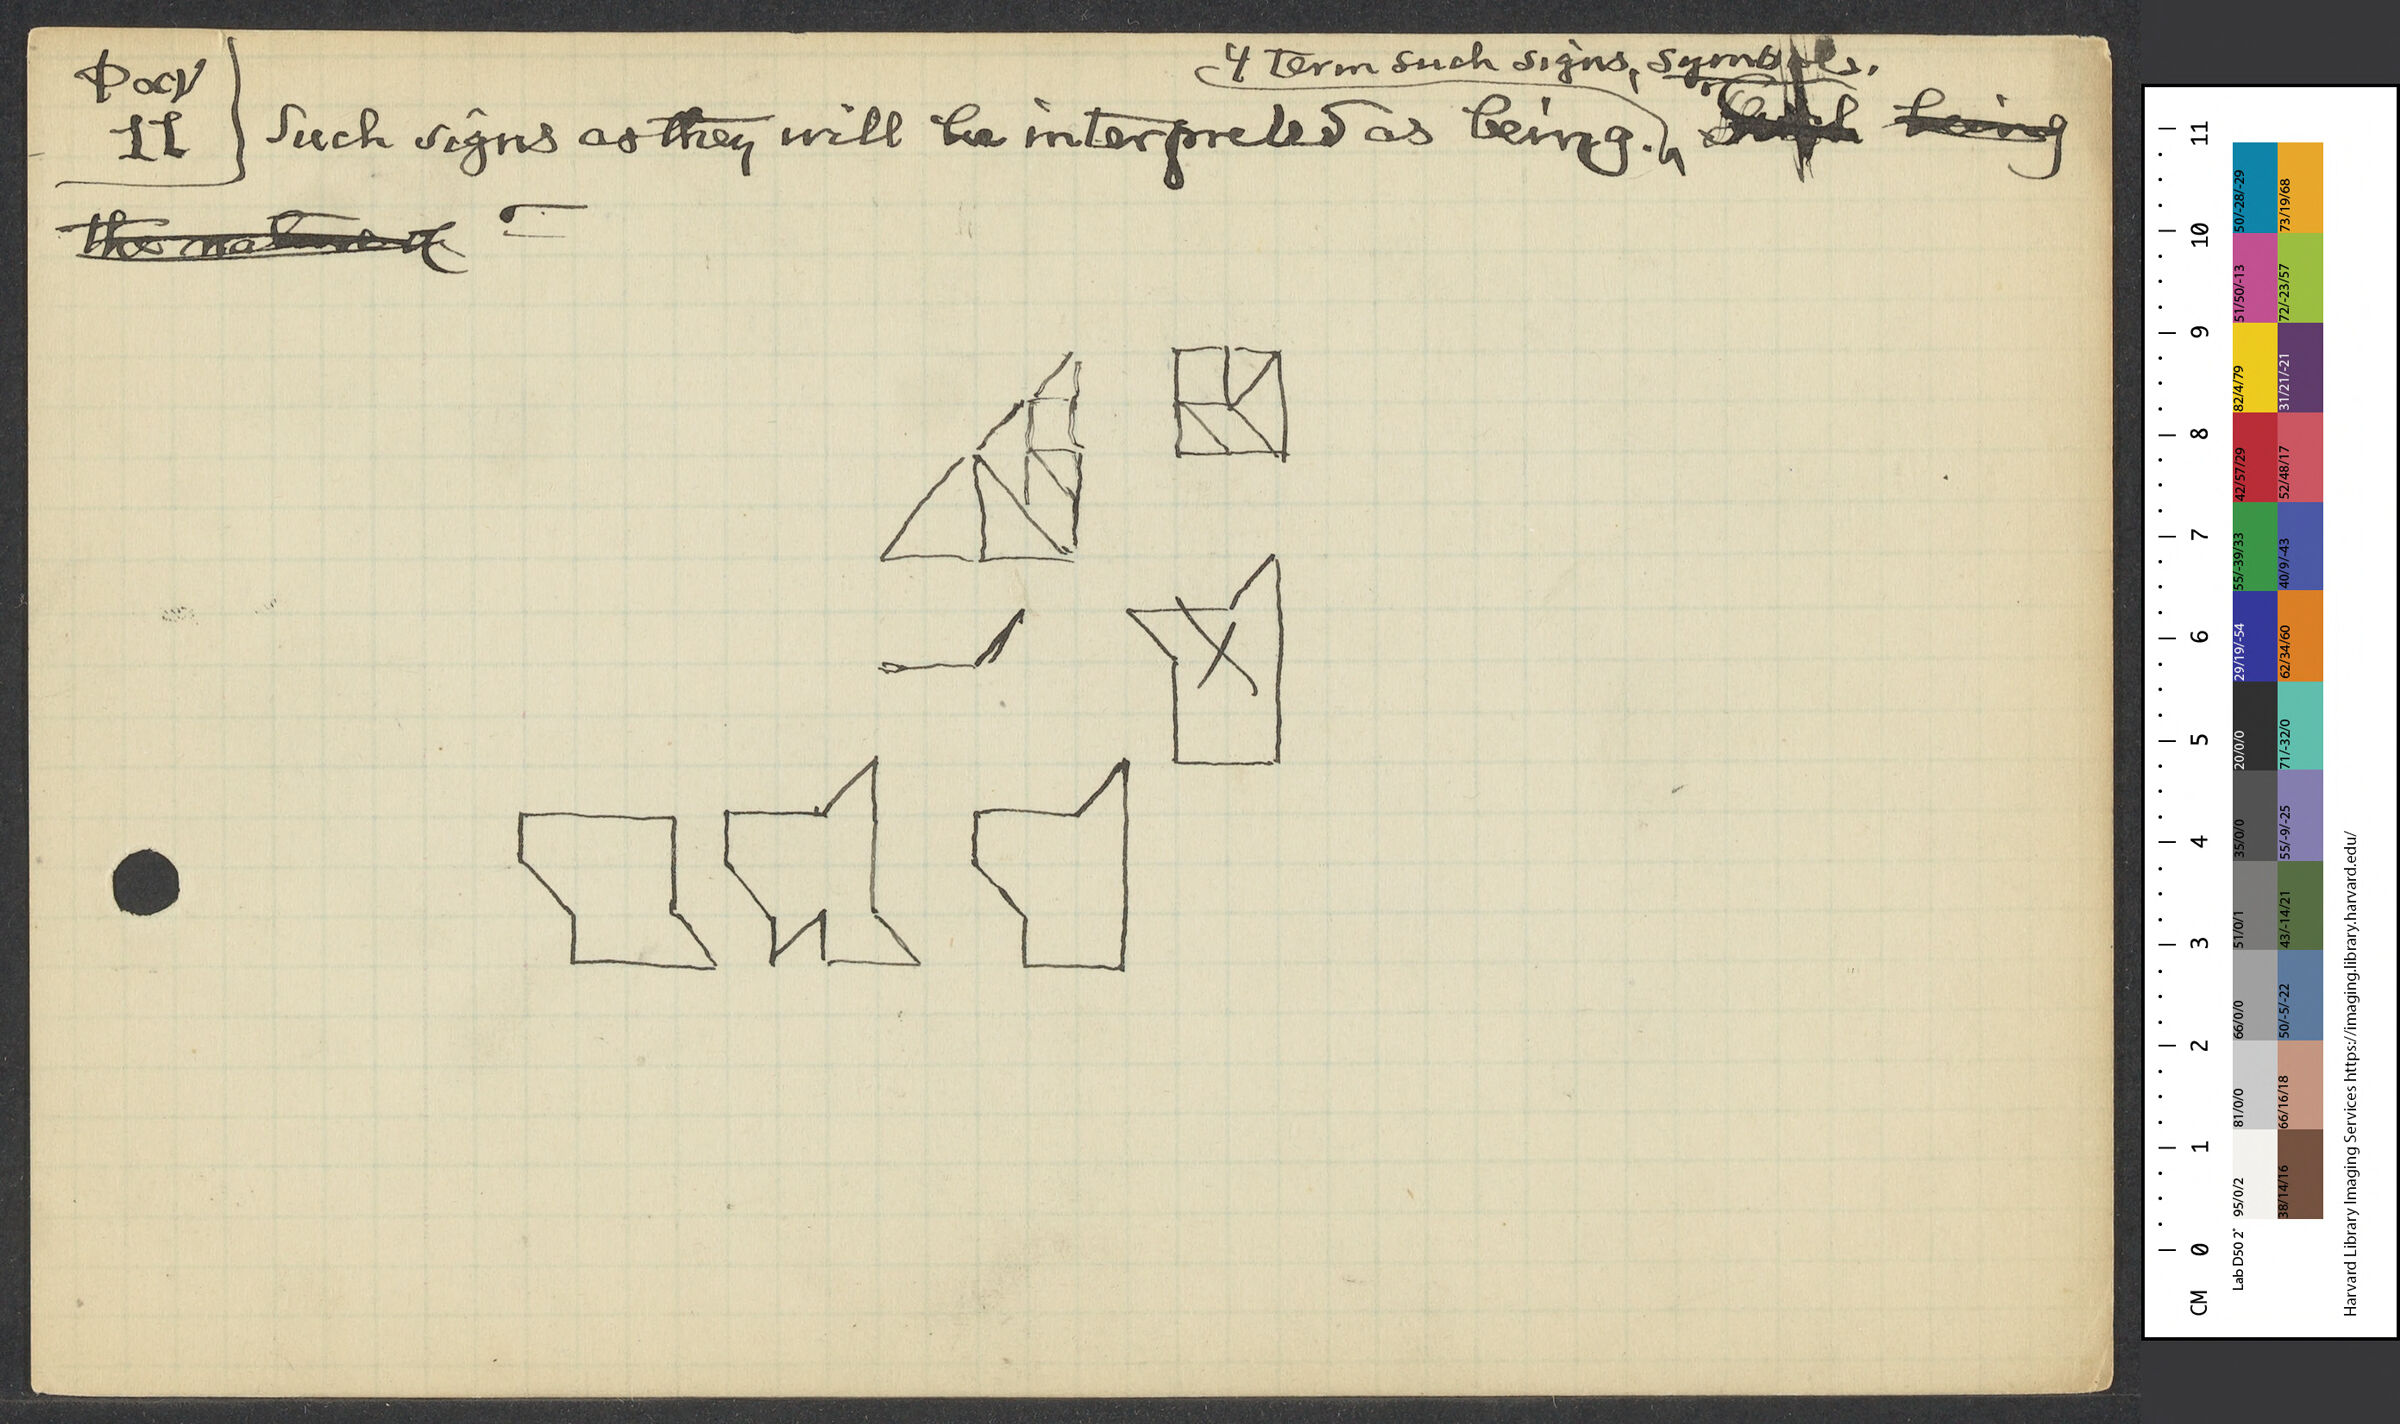 I term such signs, symbols.
Φαν
11 Such signs as they will be interpreted as being. Such being
the nature of
CM 0 1 2 3 4 5 6 7 8 9 10 11
50/-28/-29 73/19/68
51/50/-13 72/-23/57
82/4/79 31/21/-21
42/57/29 52/48/17
55/-39/33 40/9/-43
29/19/-54 62/34/60
20/0/0 71/-32/0
35/0/0 55/-9/-25
51/0/1 43/-14/21
66/0/0 50/-5/-22
81/0/0 66/16/18
Lab D50 2° 95/0/2 38/14/16
Harvard Library Imaging Services https://imaging.library.harvard.edu/